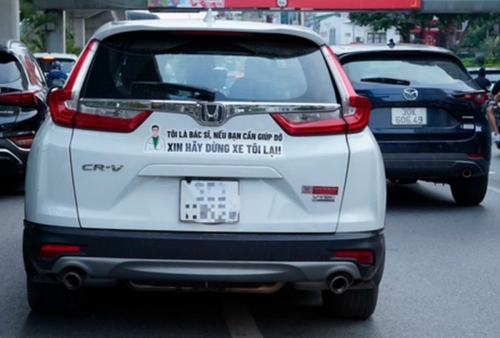 TÔI LÀ BÁC SĨ, NẾU BẠN CẦN GIÚP ĐỠ
XIN HÃY DỪNG XE TÔI LẠI!
CR-V
30K
606.49